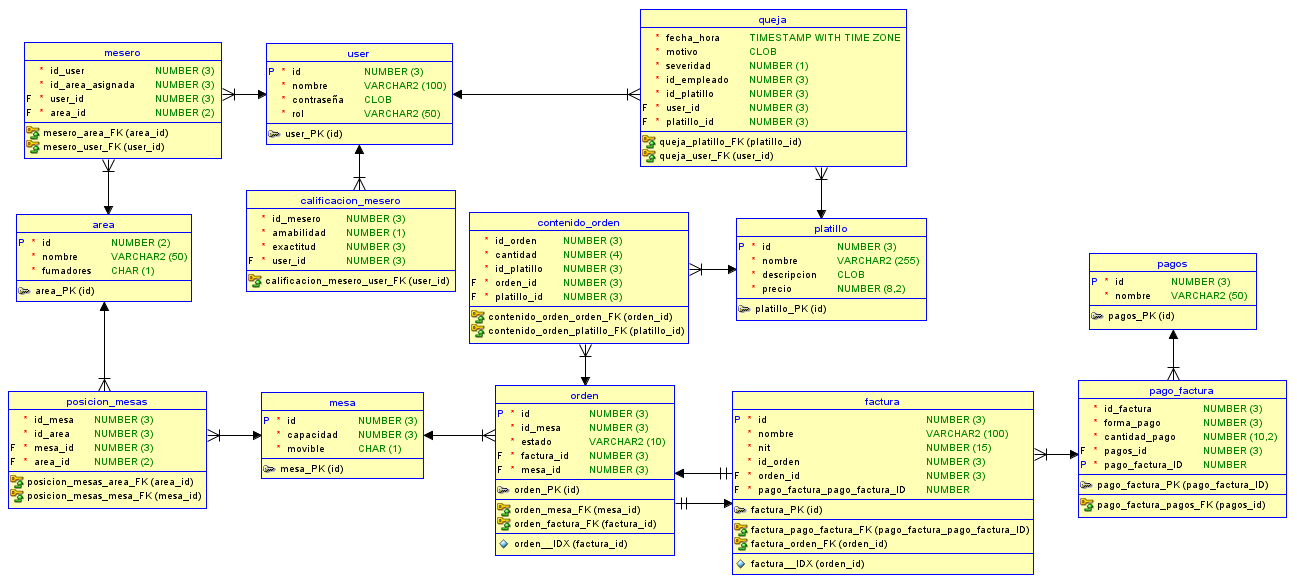 mesero
* id_user NUMBER (3)
* id_area_asignada NUMBER (3)
F * user_id NUMBER (3)
F * area_id NUMBER (2)
mesero_area_FK (area_id)
mesero_user_FK (user_id)
user
P * id NUMBER (3)
* nombre VARCHAR2 (100)
* contraseña CLOB
* rol VARCHAR2 (50)
user_PK (id)
queja
* fecha_hora TIMESTAMP WITH TIME ZONE
* motivo CLOB
* severidad NUMBER (1)
* id_empleado NUMBER (3)
* id_platillo NUMBER (3)
F * user_id NUMBER (3)
F * platillo_id NUMBER (3)
queja_platillo_FK (platillo_id)
queja_user_FK (user_id)
area
P * id NUMBER (2)
* nombre VARCHAR2 (50)
* fumadores CHAR (1)
area_PK (id)
calificacion_mesero
* id_mesero NUMBER (3)
* amabilidad NUMBER (1)
* exactitud NUMBER (3)
F * user_id NUMBER (3)
calificacion_mesero_user_FK (user_id)
contenido_orden
* id_orden NUMBER (3)
* cantidad NUMBER (4)
* id_platillo NUMBER (3)
F * orden_id NUMBER (3)
F * platillo_id NUMBER (3)
contenido_orden_orden_FK (orden_id)
contenido_orden_platillo_FK (platillo_id)
platillo
P * id NUMBER (3)
* nombre VARCHAR2 (255)
* descripcion CLOB
* precio NUMBER (8,2)
platillo_PK (id)
pagos
P * id NUMBER (3)
* nombre VARCHAR2 (50)
pagos_PK (id)
posicion_mesas
* id_mesa NUMBER (3)
* id_area NUMBER (3)
F * mesa_id NUMBER (3)
F * area_id NUMBER (2)
posicion_mesas_area_FK (area_id)
posicion_mesas_mesa_FK (mesa_id)
mesa
P * id NUMBER (3)
* capacidad NUMBER (3)
* movible CHAR (1)
mesa_PK (id)
orden
P * id NUMBER (3)
* id_mesa NUMBER (3)
* estado VARCHAR2 (10)
F * factura_id NUMBER (3)
F * mesa_id NUMBER (3)
orden_PK (id)
orden_mesa_FK (mesa_id)
orden_factura_FK (factura_id)
orden__IDX (factura_id)
factura
P * id NUMBER (3)
* nombre VARCHAR2 (100)
* nit NUMBER (15)
* id_orden NUMBER (3)
F * orden_id NUMBER (3)
F * pago_factura_pago_factura_ID NUMBER
factura_PK (id)
factura_pago_factura_FK (pago_factura_pago_factura_ID)
factura_orden_FK (orden_id)
factura__IDX (orden_id)
pago_factura
* id_factura NUMBER (3)
* forma_pago NUMBER (3)
* cantidad_pago NUMBER (10,2)
F * pagos_id NUMBER (3)
P * pago_factura_ID NUMBER
pago_factura_PK (pago_factura_ID)
pago_factura_pagos_FK (pagos_id)